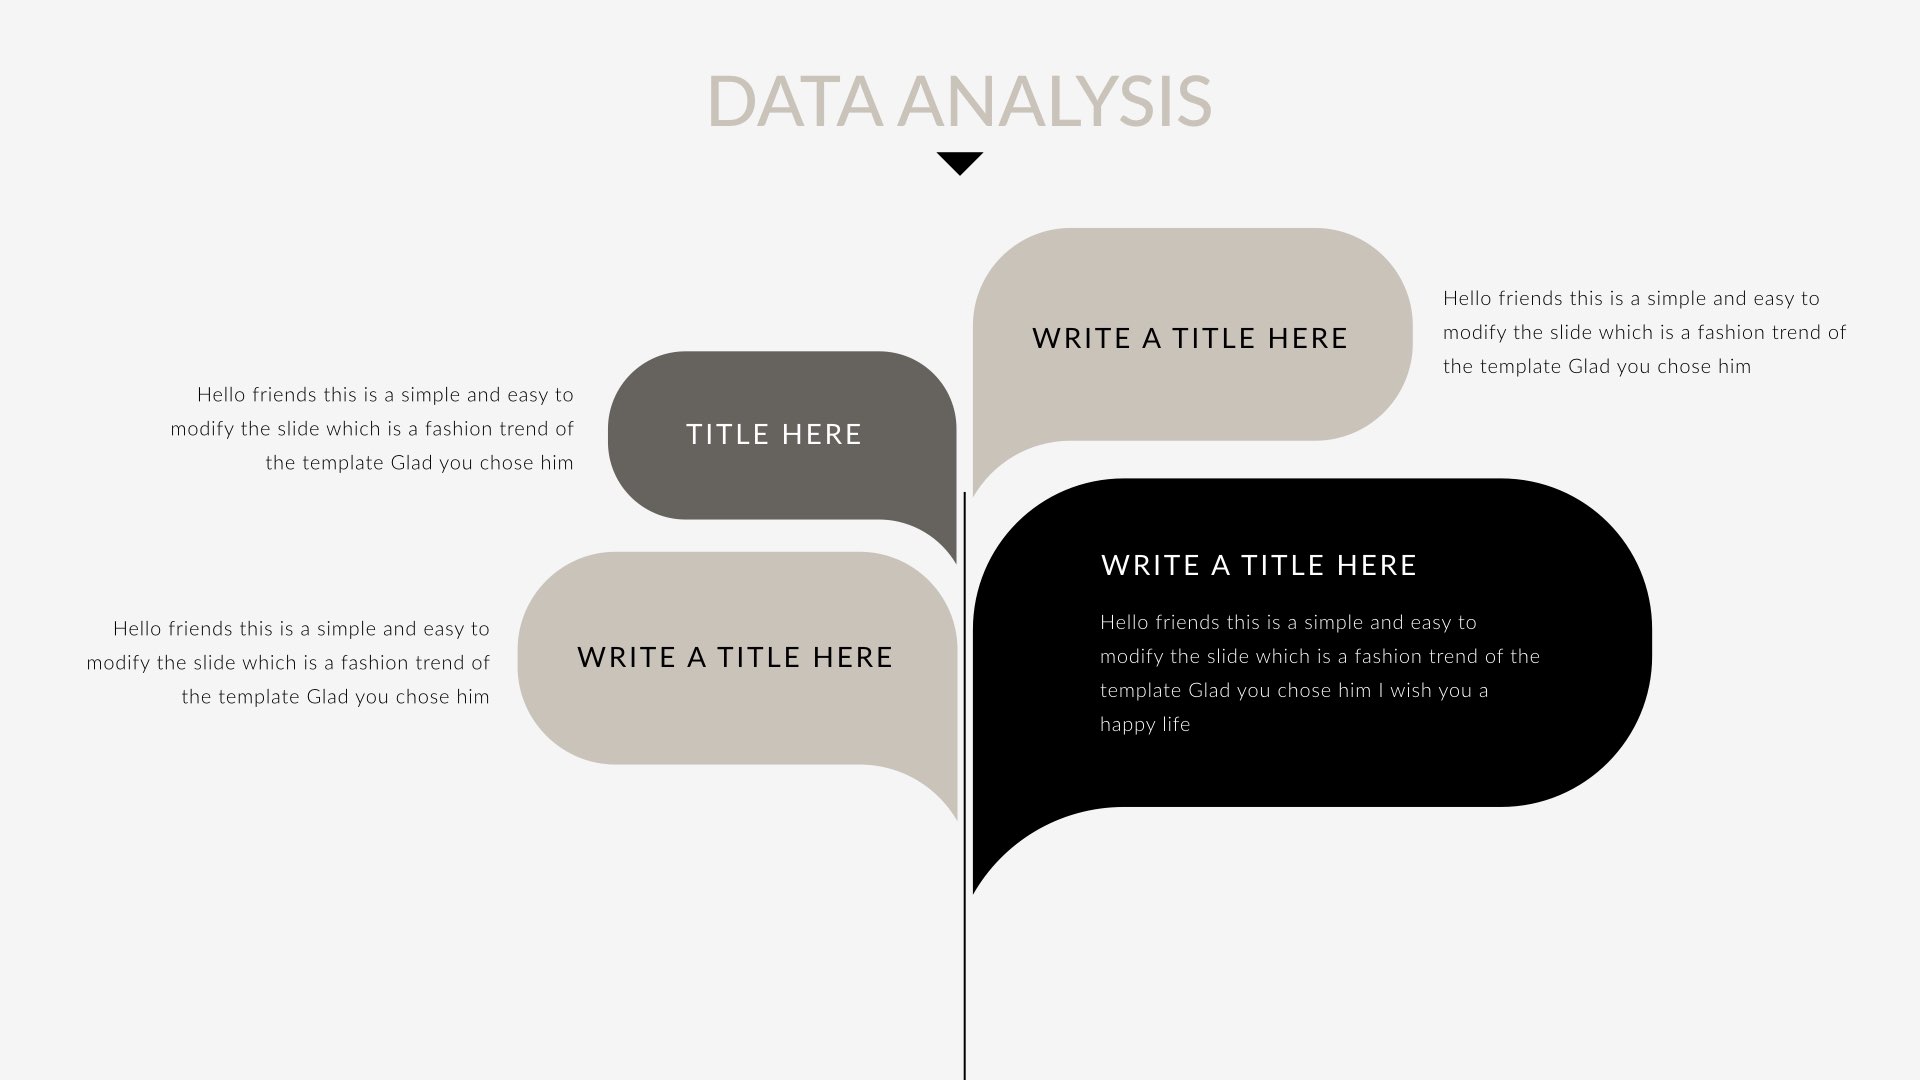 DATA ANALYSIS
WRITE A TITLE HERE
Hello friends this is a simple and easy to
modify the slide which is a fashion trend of
the template Glad you chose him
Hello friends this is a simple and easy to
modify the slide which is a fashion trend of
the template Glad you chose him
TITLE HERE
WRITE A TITLE HERE
Hello friends this is a simple and easy to
modify the slide which is a fashion trend of the
template Glad you chose him I wish you a
happy life
Hello friends this is a simple and easy to
modify the slide which is a fashion trend of
the template Glad you chose him
WRITE A TITLE HERE